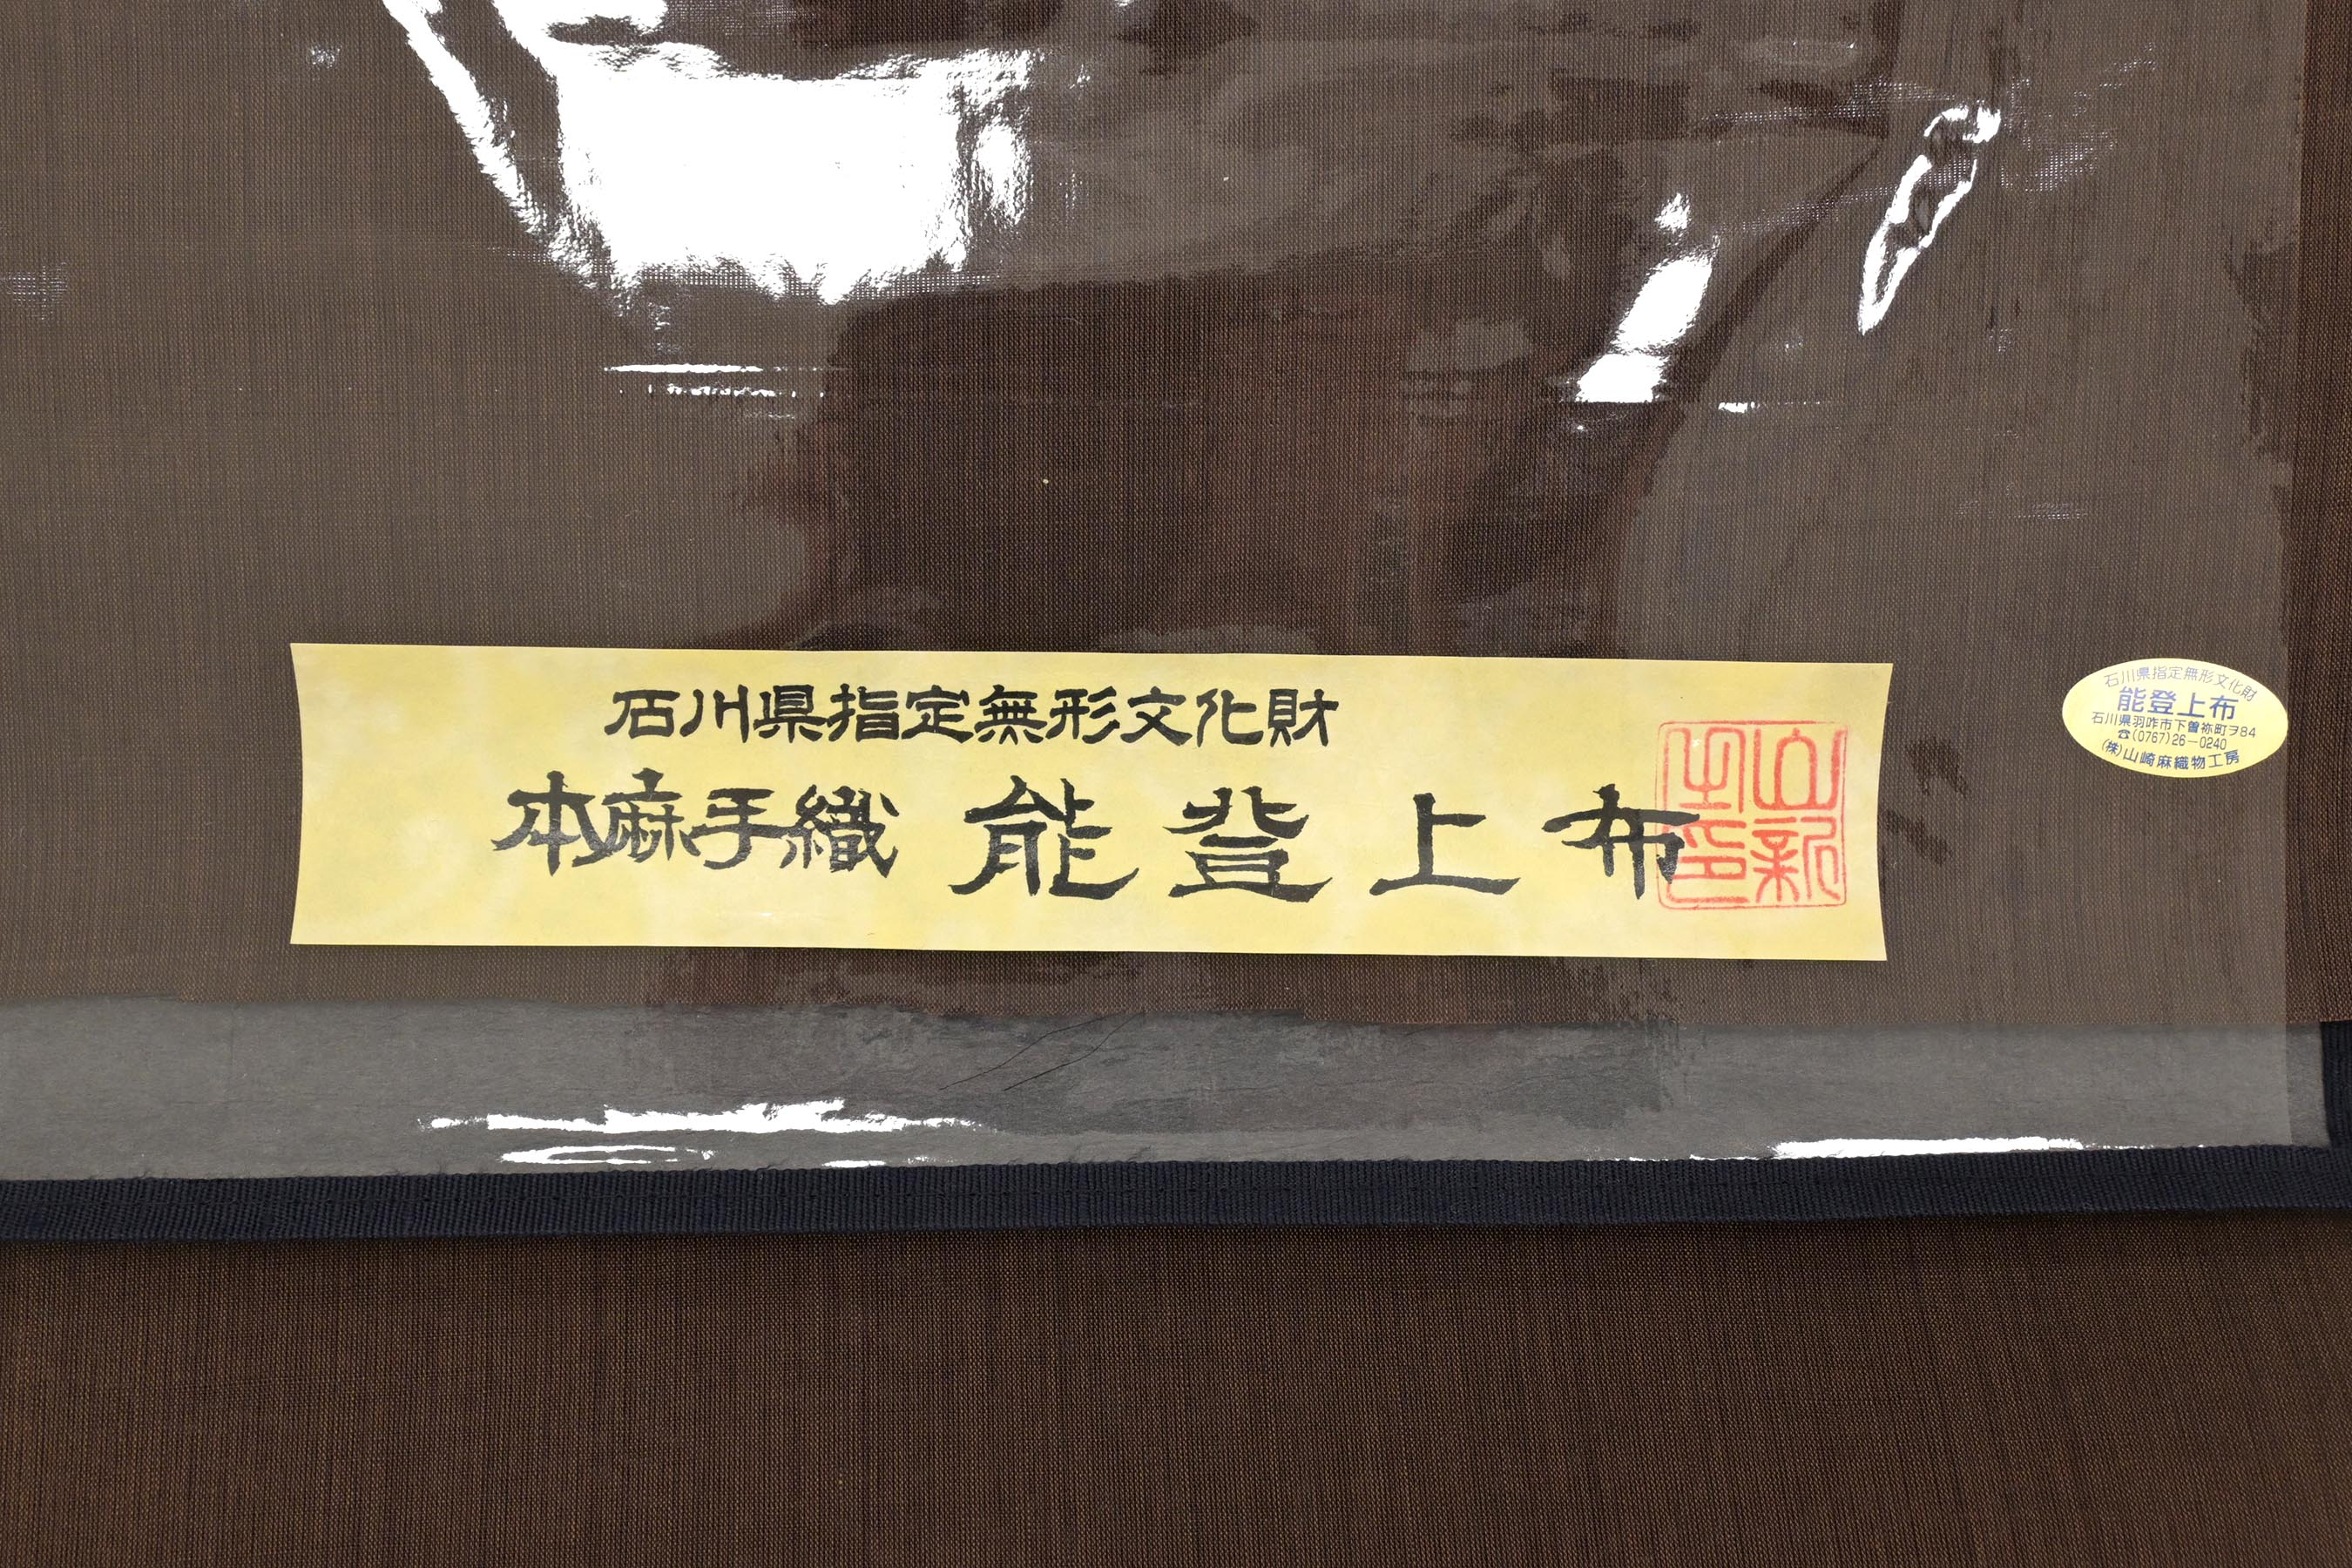 石川県指定無形文化財
本麻手織 能登上布
石川県指定無形文化財
能登上布
石川県羽咋市下曽祢町ヲ84
☎(0767)26-0240
(株)山崎麻織物工房